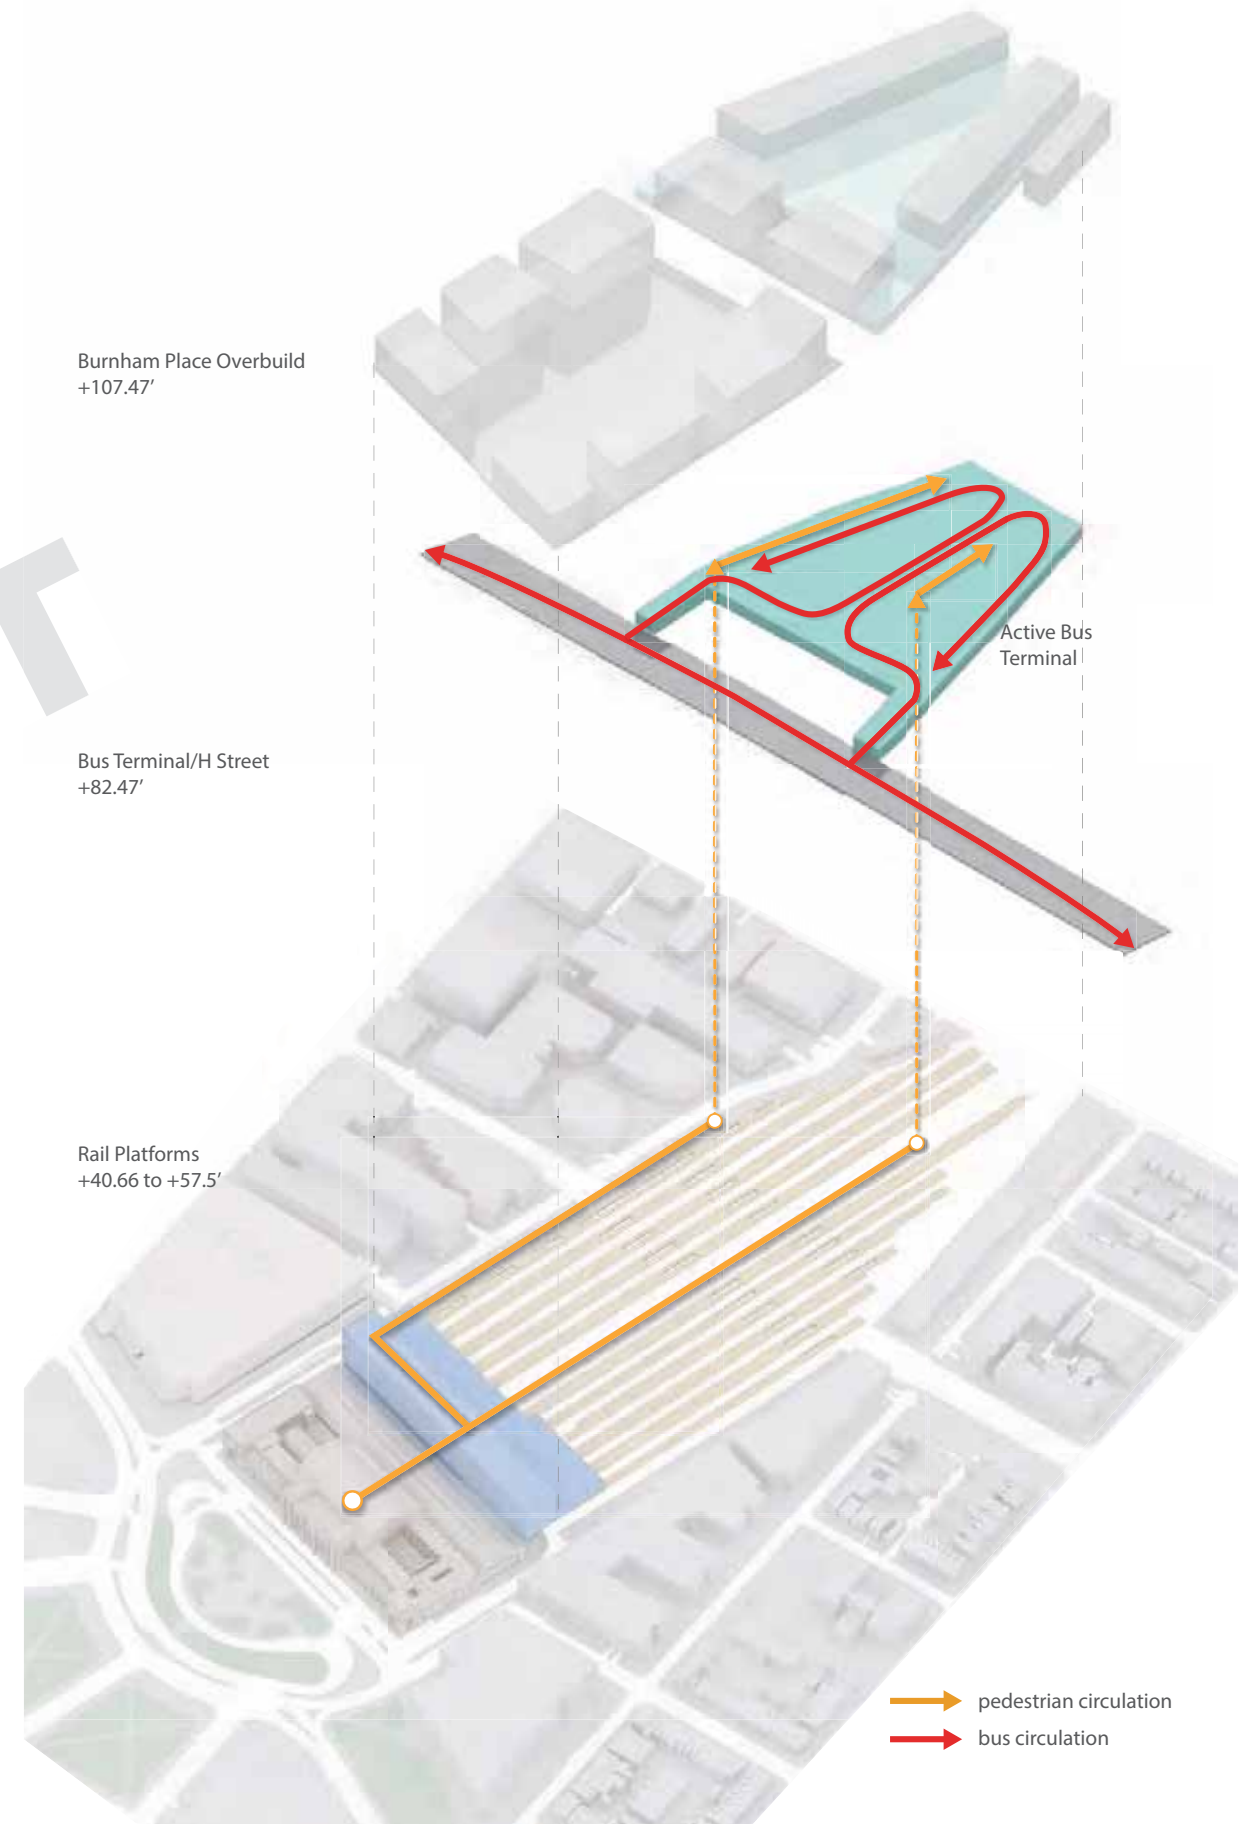 Burnham Place Overbuild
+107.47’
Active Bus
Terminal
Bus Terminal/H Street
+82.47’
Rail Platforms
+40.66 to +57.5’
pedestrian circulation
bus circulation